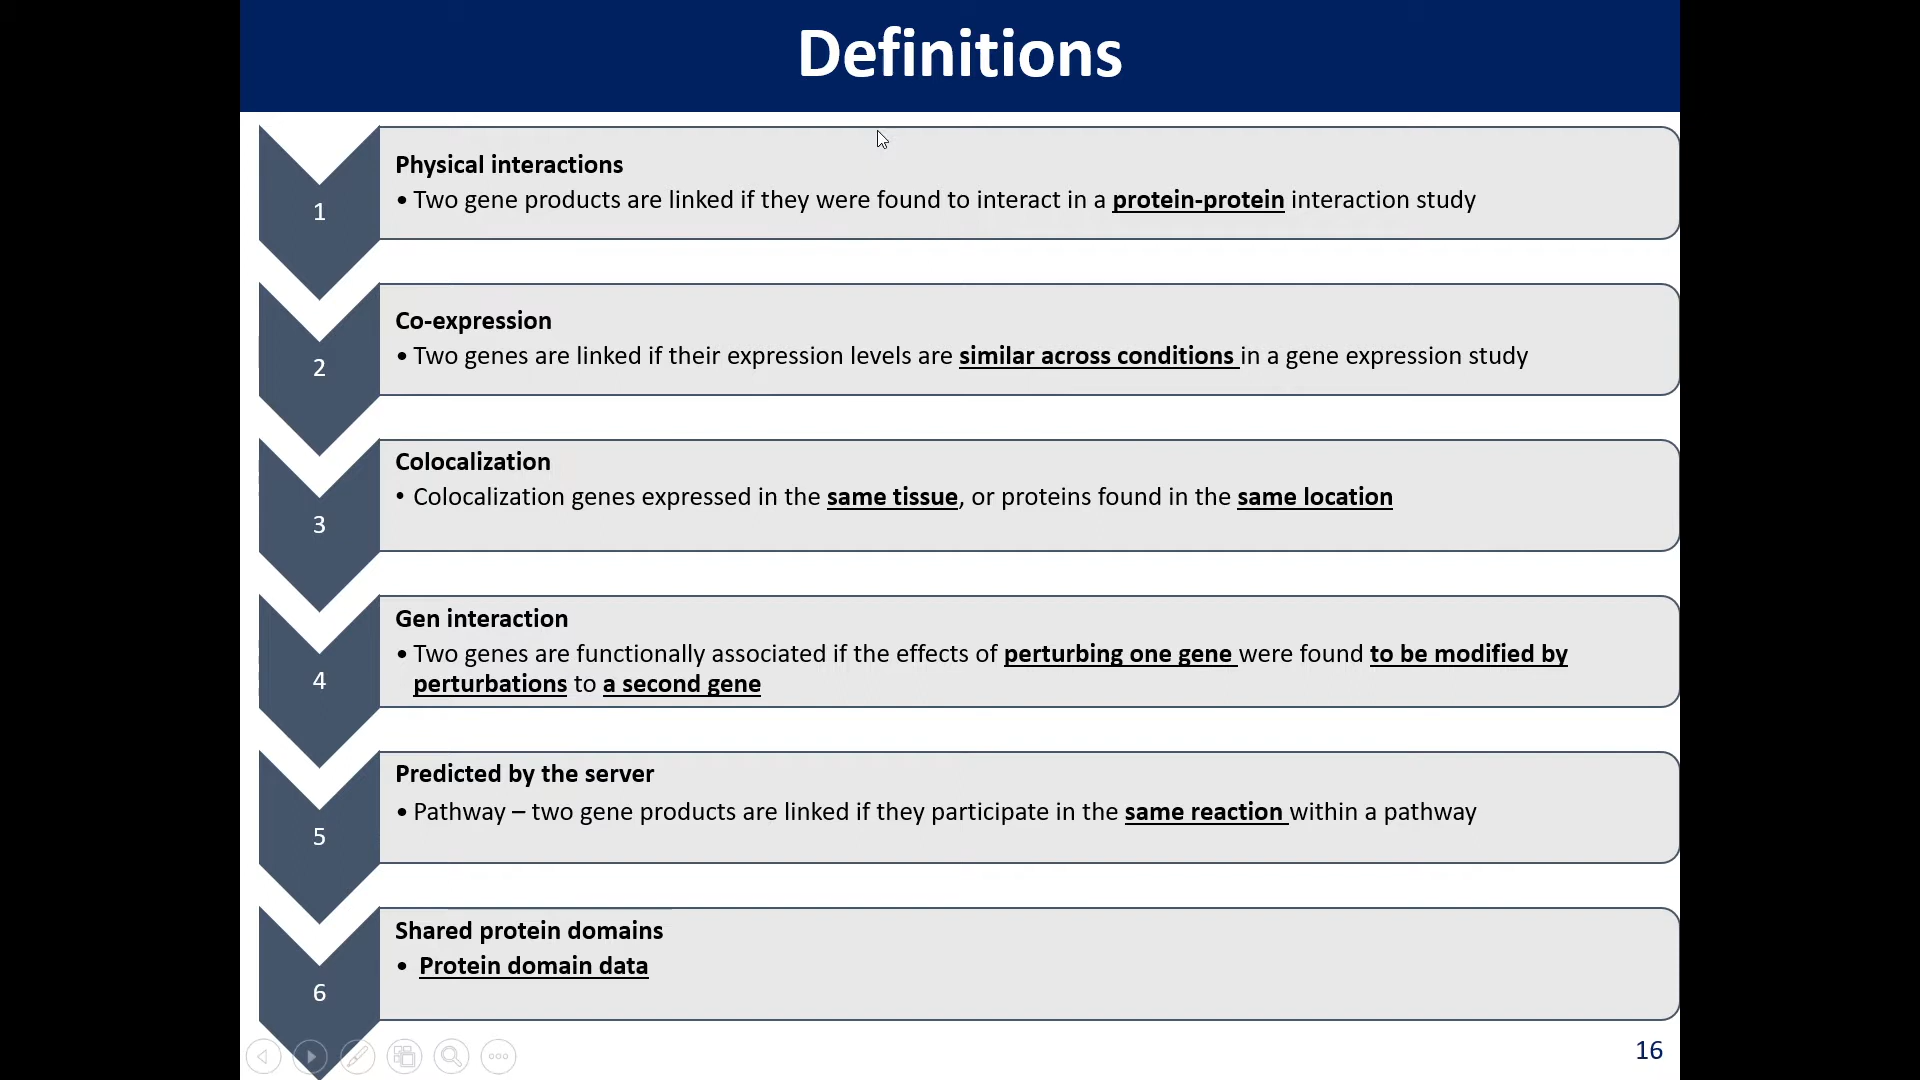 Definitions
1
Physical interactions
• Two gene products are linked if they were found to interact in a protein-protein interaction study
2
Co-expression
• Two genes are linked if their expression levels are similar across conditions in a gene expression study
3
Colocalization
• Colocalization genes expressed in the same tissue, or proteins found in the same location
4
Gen interaction
• Two genes are functionally associated if the effects of perturbing one gene were found to be modified by
perturbations to a second gene
5
Predicted by the server
• Pathway – two gene products are linked if they participate in the same reaction within a pathway
6
Shared protein domains
• Protein domain data
16